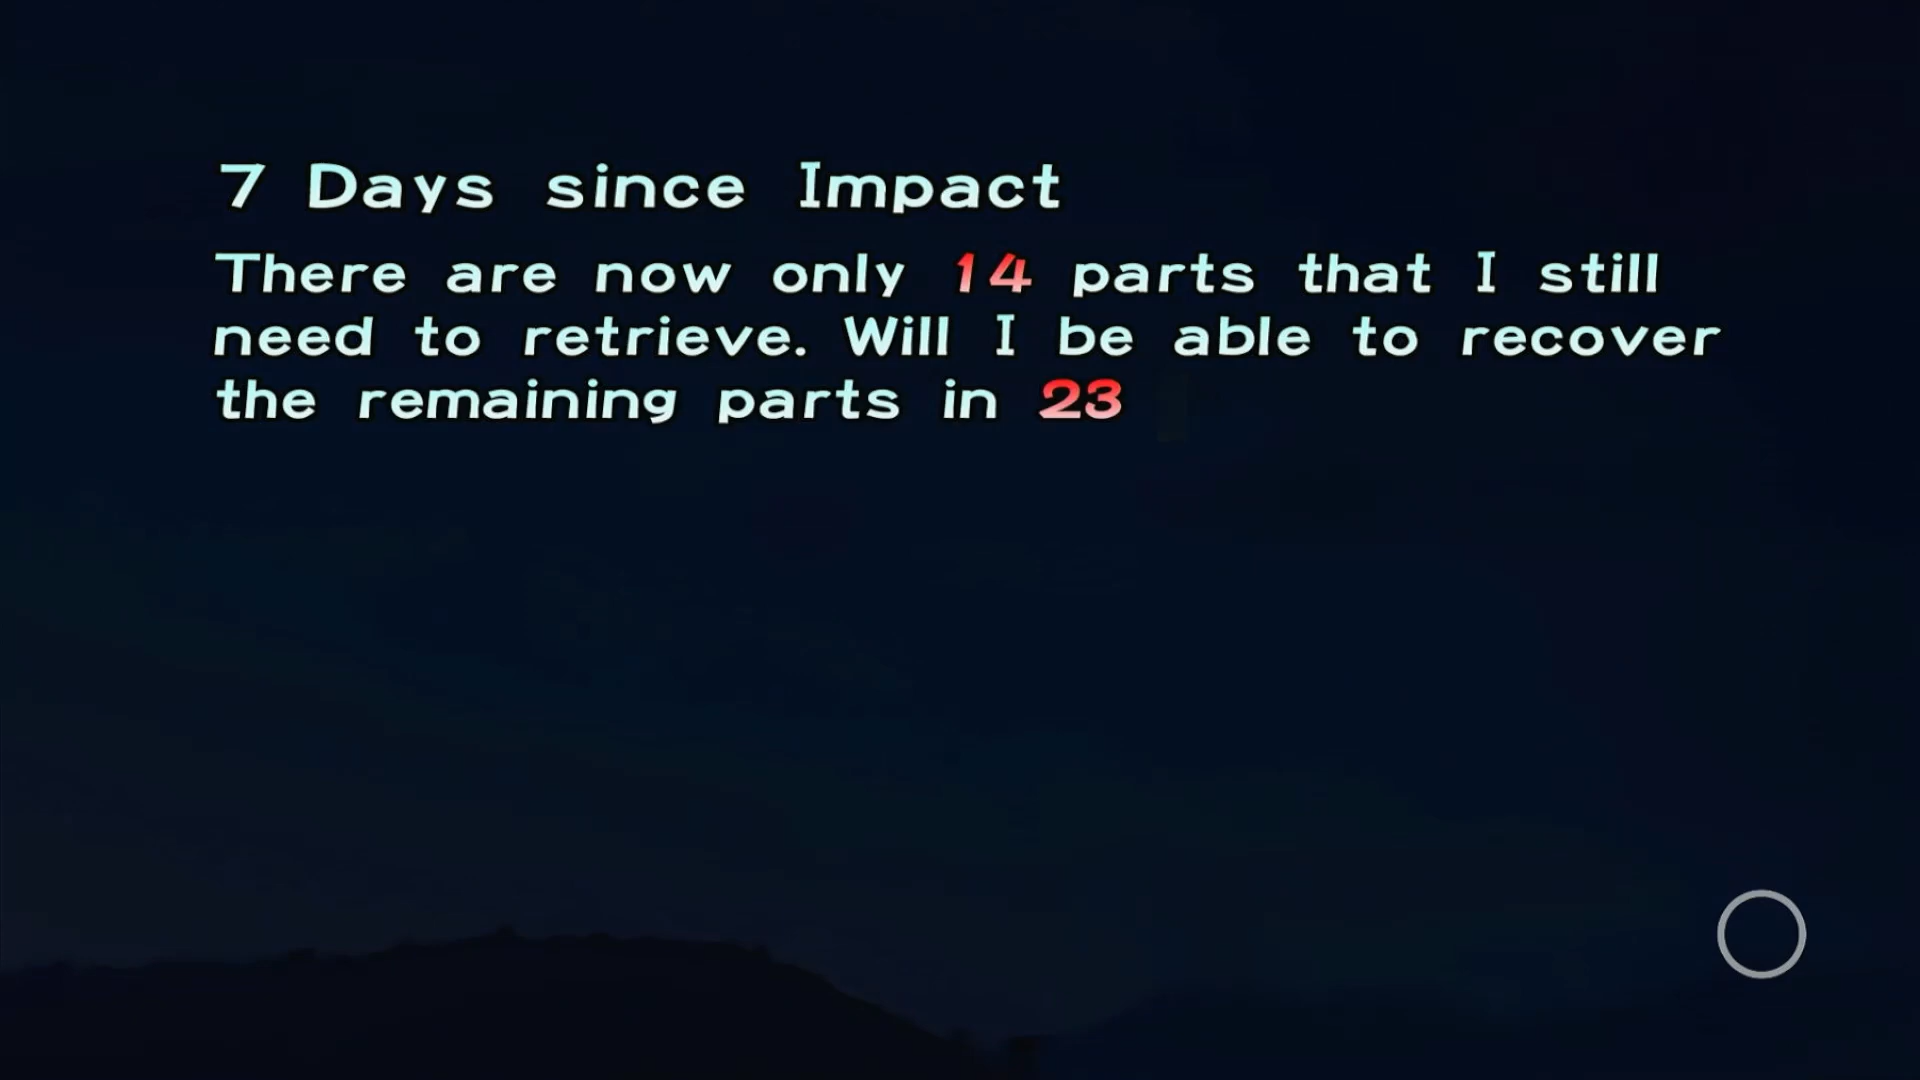 7 Days since Impact
There are now only 14 parts that I still
need to retrieve. Will I be able to recover
the remaining parts in 23